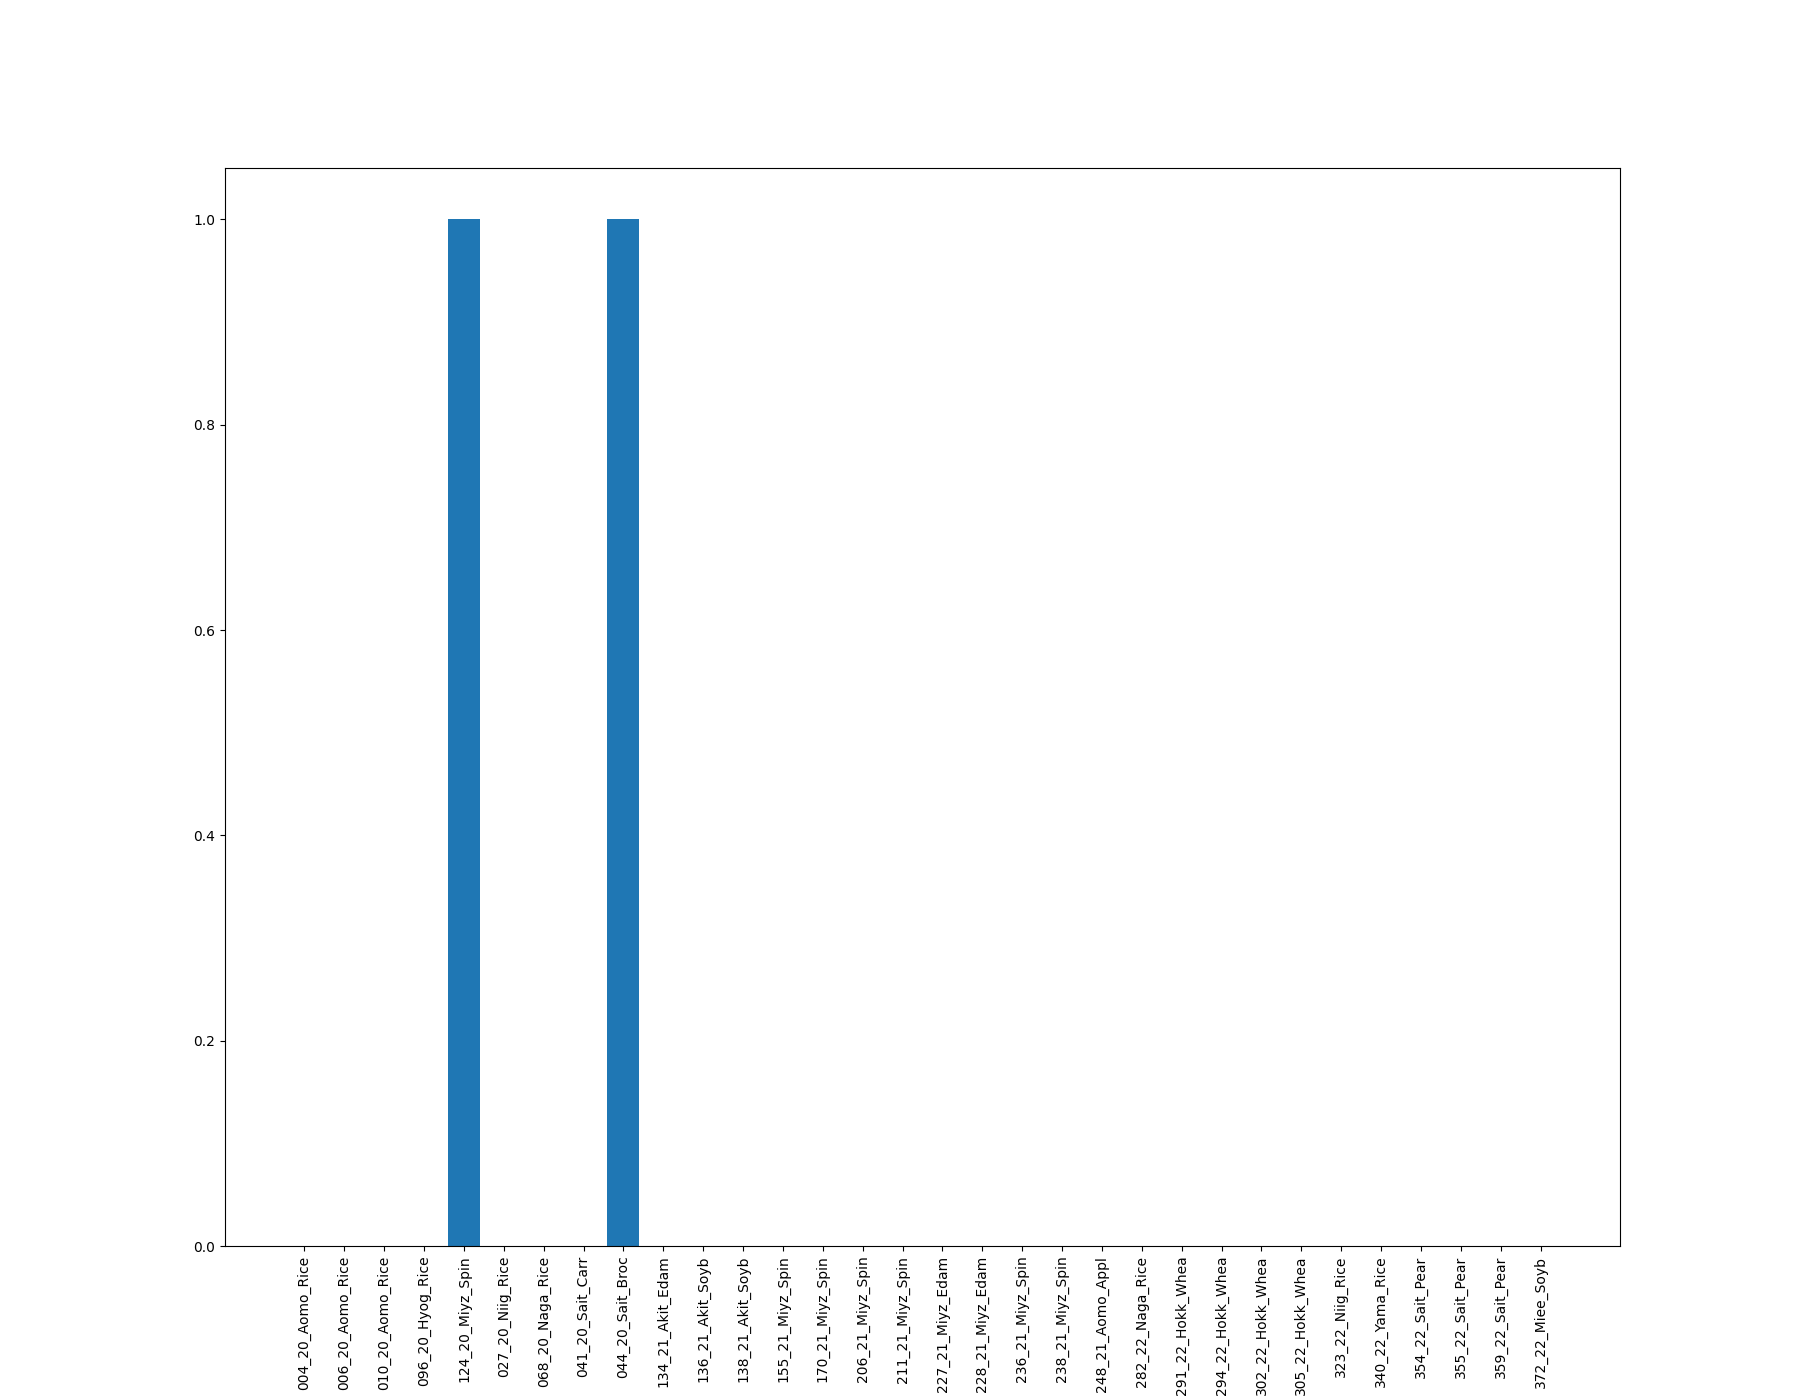 1.0
0.8
0.6
0.4
0.2
0.0
004_20_Aomo_Rice
006_20_Aomo_Rice
010_20_Aomo_Rice
096_20_Hyog_Rice
124_20_Miyz_Spin
027_20_Niig_Rice
068_20_Naga_Rice
041_20_Sait_Carr
044_20_Sait_Broc
134_21_Akit_Edam
136_21_Akit_Soyb
138_21_Akit_Soyb
155_21_Miyz_Spin
170_21_Miyz_Spin
206_21_Miyz_Spin
211_21_Miyz_Spin
227_21_Miyz_Edam
228_21_Miyz_Edam
236_21_Miyz_Spin
238_21_Miyz_Spin
248_21_Aomo_Appl
282_22_Naga_Rice
291_22_Hokk_Whea
294_22_Hokk_Whea
302_22_Hokk_Whea
305_22_Hokk_Whea
323_22_Niig_Rice
340_22_Yama_Rice
354_22_Sait_Pear
355_22_Sait_Pear
359_22_Sait_Pear
372_22_Miee_Soyb